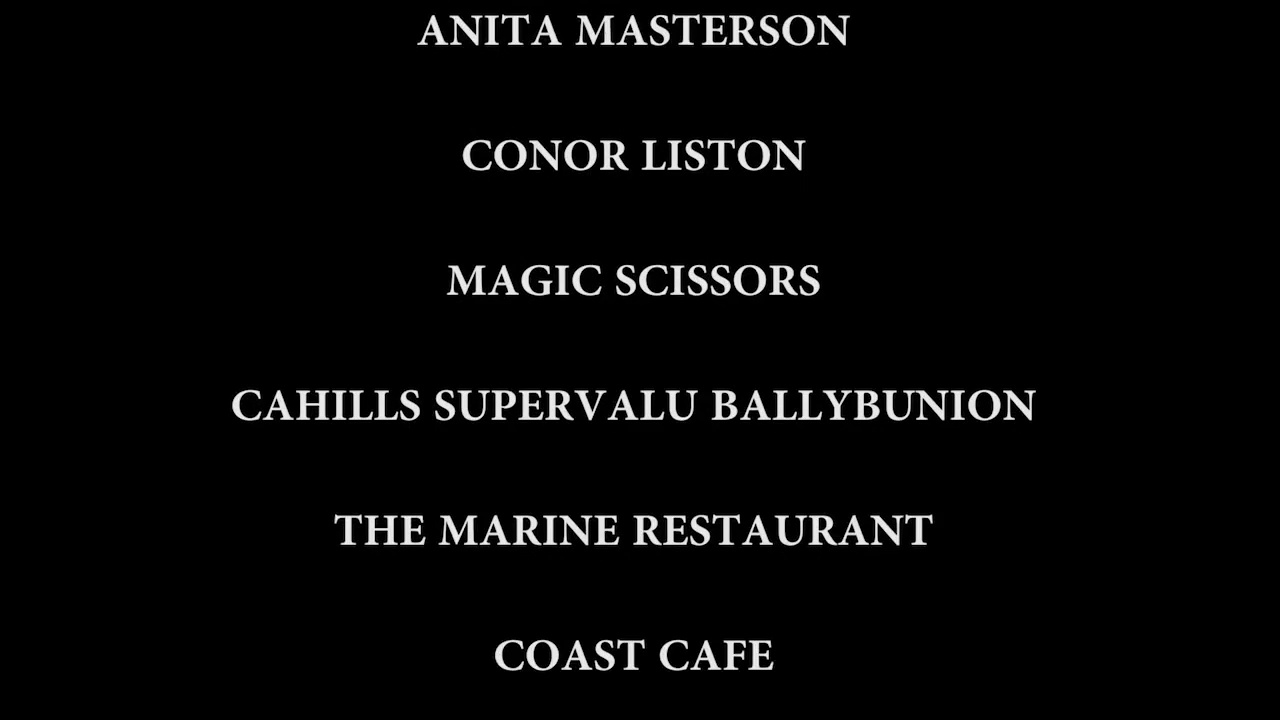 ANITA MASTERSON
CONOR LISTON
MAGIC SCISSORS
CAHILLS SUPERVALU BALLYBUNION
THE MARINE RESTAURANT
COAST CAFE